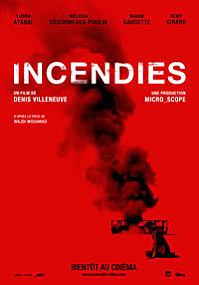 LUBNA AZABAL
MÉLISSA DÉSORMEAUX-POULIN
MAXIM GAUDETTE
RÉMY GIRARD
INCENDIES
UN FILM DE
DENIS VILLENEUVE
UNE PRODUCTION
MICRO_SCOPE
D'APRÈS LA PIÈCE DE
WAJDI MOUAWAD
BIENTÔT AU CINÉMA